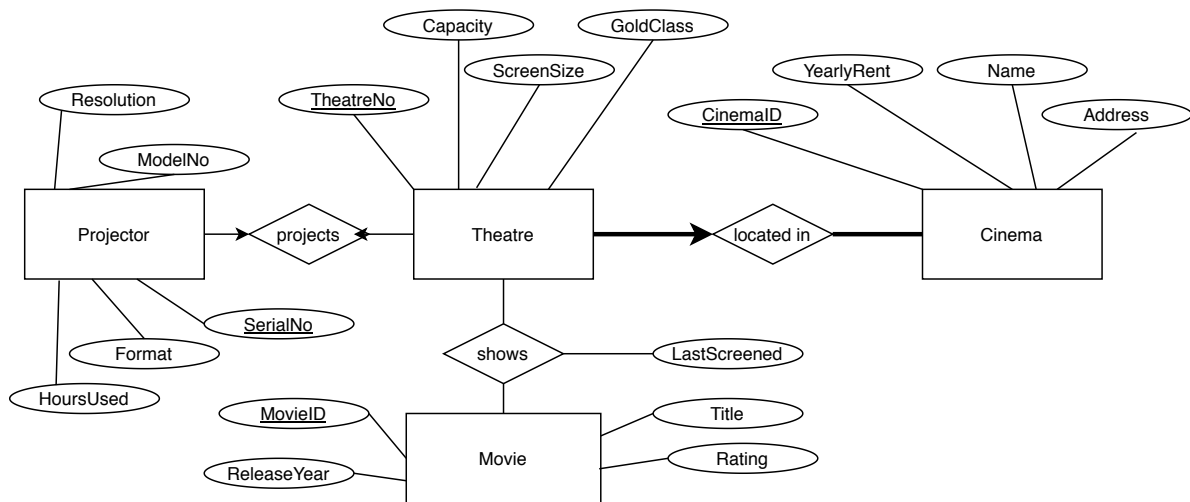 Capacity
GoldClass
ScreenSize
YearlyRent
Name
Resolution
TheatreNo
CinemaID
Address
ModelNo
Projector
projects
Theatre
located in
Cinema
SerialNo
Format
shows
LastScreened
HoursUsed
MovieID
Title
Movie
Rating
ReleaseYear